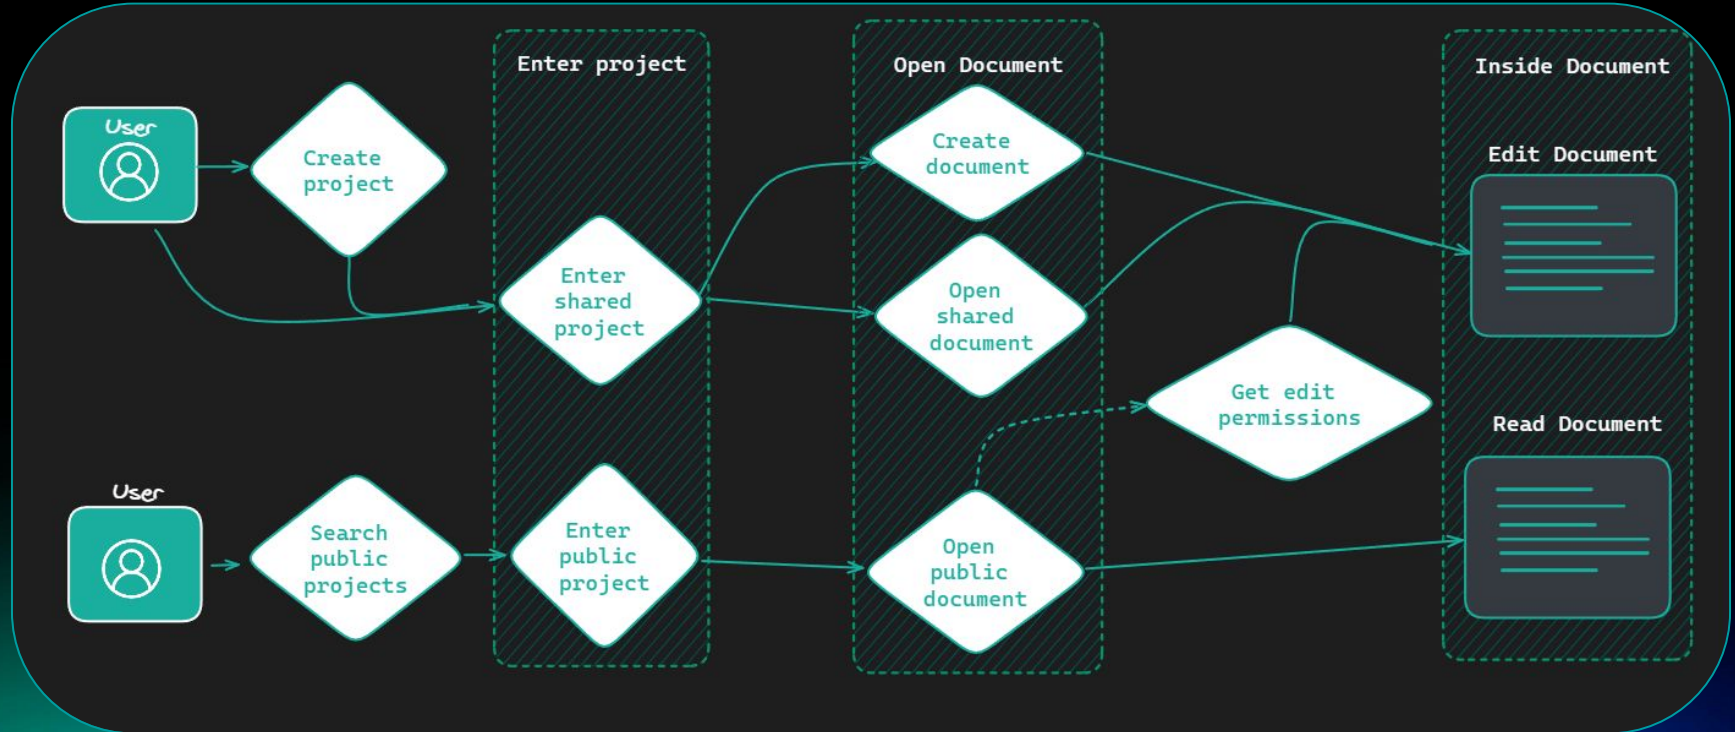 User
Create
project
Enter project
Enter
shared
project
Open Document
Create
document
Open
shared
document
Get edit
permissions
Inside Document
Edit Document
Read Document
User
Search
public
projects
Enter
public
project
Open
public
document